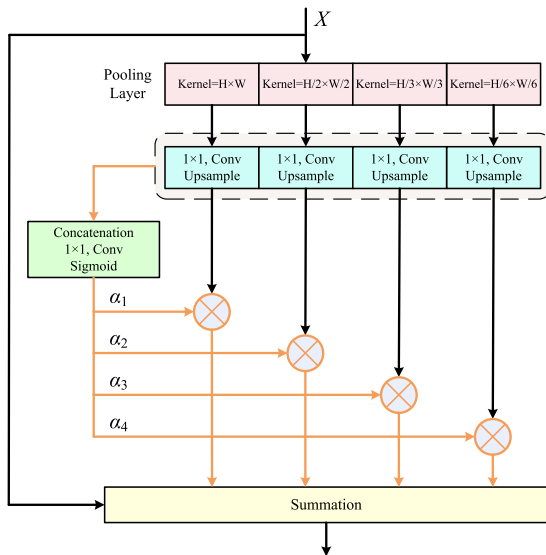 X
Pooling
Layer
Kernel=H×W
Kernel=H/2×W/2
Kernel=H/3×W/3
Kernel=H/6×W/6
1×1, Conv
Upsample
1×1, Conv
Upsample
1×1, Conv
Upsample
1×1, Conv
Upsample
Concatenation
1×1, Conv
Sigmoid
α₁
α₂
α₃
α₄
Summation